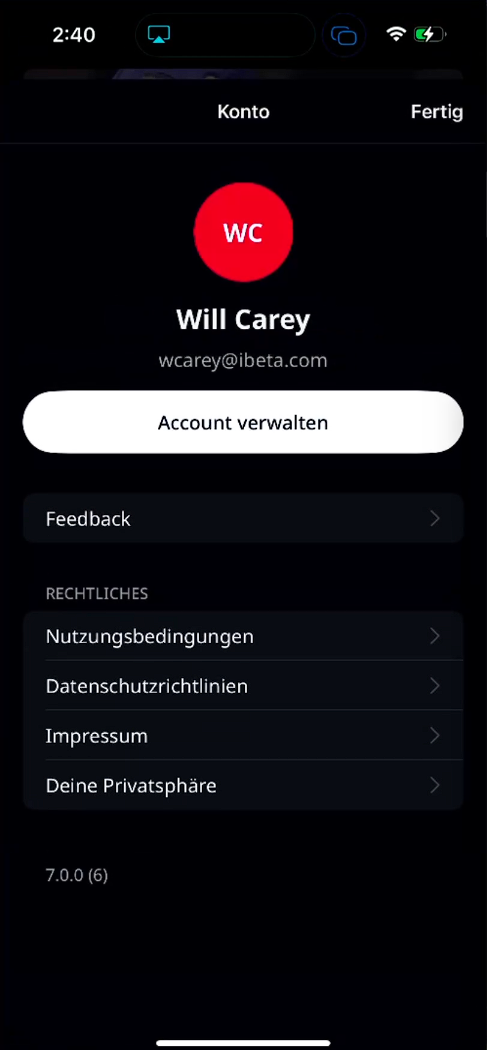 2:40
Konto
Fertig
WC
Will Carey
wcarey@ibeta.com
Account verwalten
Feedback
RECHTLICHES
Nutzungsbedingungen
Datenschutzrichtlinien
Impressum
Deine Privatsphäre
7.0.0 (6)